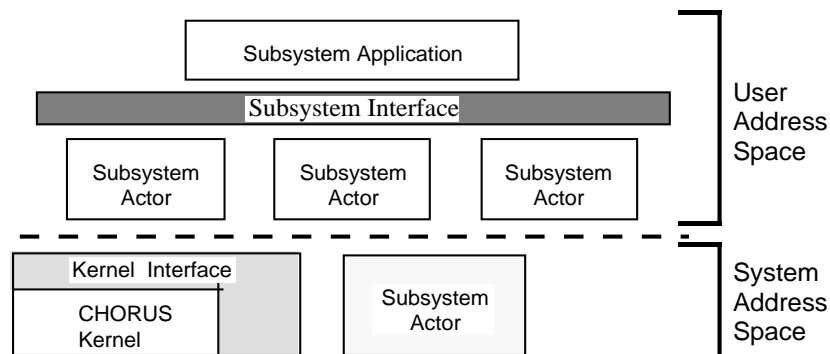 Subsystem Application
Subsystem Interface
User
Address
Space
Subsystem
Actor
Subsystem
Actor
Subsystem
Actor
Kernel Interface
CHORUS
Kernel
Subsystem
Actor
System
Address
Space